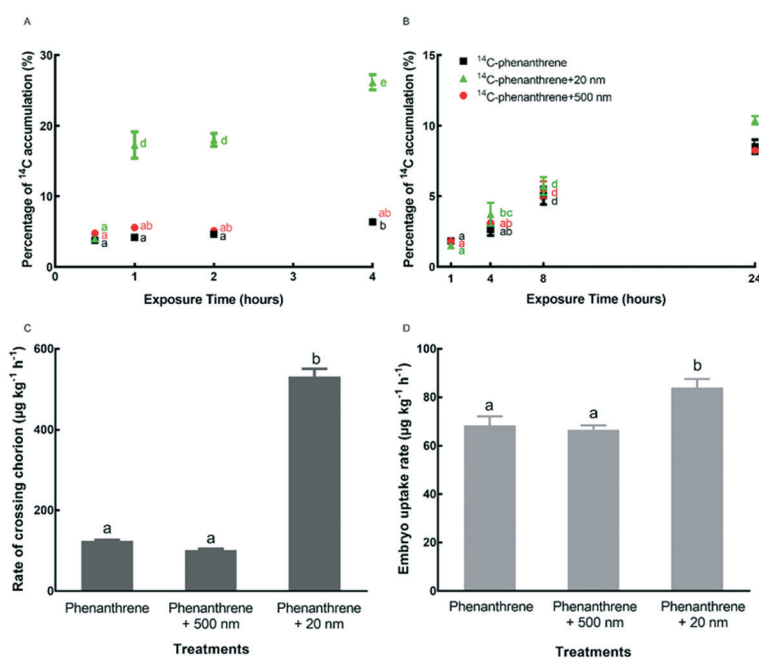 A
Percentage of ¹⁴C accumulation (%)
30
20
10
0
a
a
a
d
ab
a
d
ab
a
e
ab
b
0
1
2
3
4
Exposure Time (hours)
B
Percentage of ¹⁴C accumulation (%)
15
10
5
0
¹⁴C-phenanthrene
¹⁴C-phenanthrene+20 nm
¹⁴C-phenanthrene+500 nm
a
a
a
bc
ab
ab
d
d
d
1
4
8
24
Exposure Time (hours)
C
Rate of crossing chorion (µg kg⁻¹ h⁻¹)
600
400
200
0
a
a
b
Phenanthrene
Phenanthrene
+ 500 nm
Phenanthrene
+ 20 nm
Treatments
D
Embryo uptake rate (µg kg⁻¹ h⁻¹)
100
80
60
40
20
0
a
a
b
Phenanthrene
Phenanthrene
+ 500 nm
Phenanthrene
+ 20 nm
Treatments